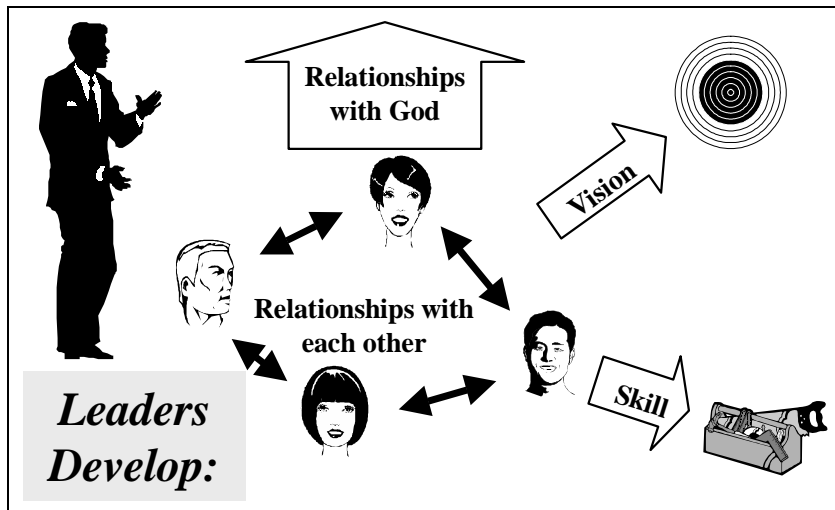 Relationships
with God
Vision
Relationships with
each other
Skill
Leaders
Develop: